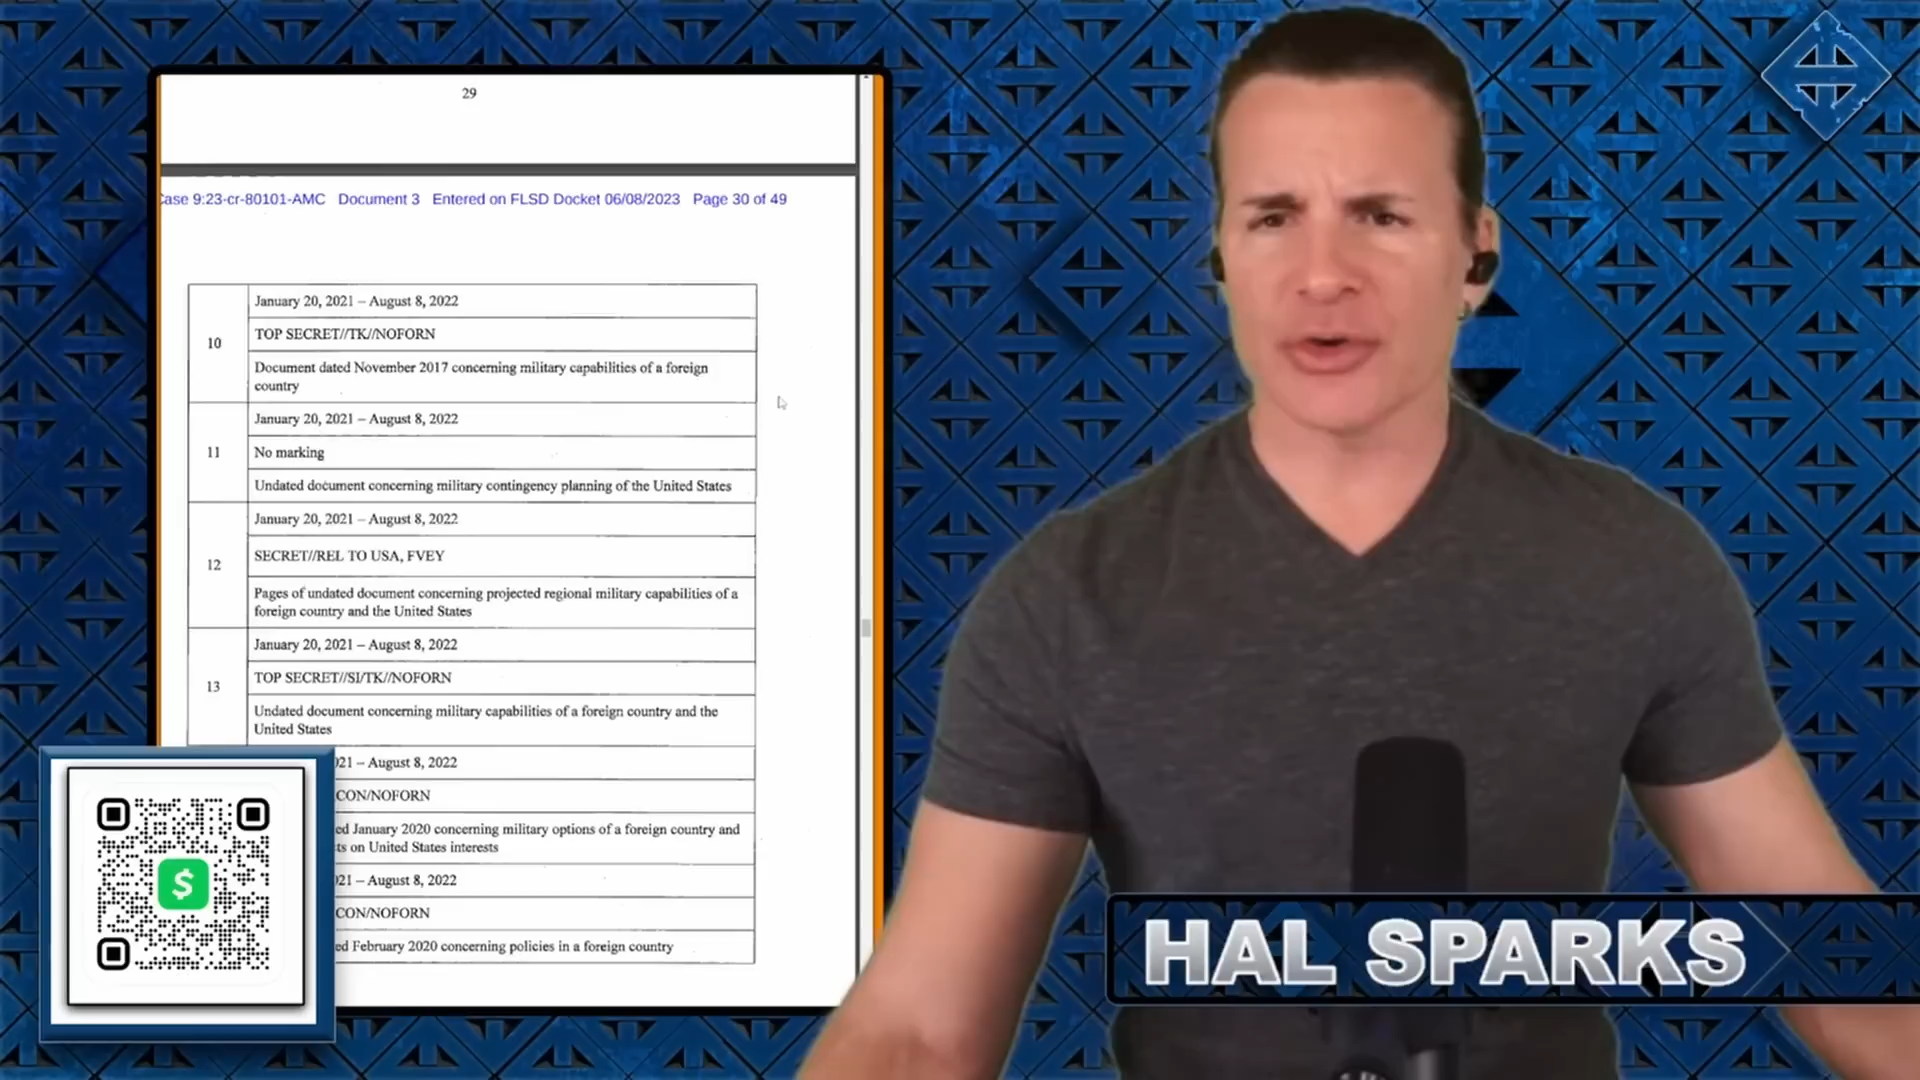 29
Case 9:23-cr-80101-AMC Document 3 Entered on FLSD Docket 06/08/2023 Page 30 of 49
10
January 20, 2021 – August 8, 2022
TOP SECRET//TK//NOFORN
Document dated November 2017 concerning military capabilities of a foreign
country
11
January 20, 2021 – August 8, 2022
No marking
Undated document concerning military contingency planning of the United States
12
January 20, 2021 – August 8, 2022
SECRET//REL TO USA, FVEY
Pages of undated document concerning projected regional military capabilities of a
foreign country and the United States
13
January 20, 2021 – August 8, 2022
TOP SECRET//SI/TK//NOFORN
Undated document concerning military capabilities of a foreign country and the
United States
21 – August 8, 2022
CON/NOFORN
ed January 2020 concerning military options of a foreign country and
ts on United States interests
21 – August 8, 2022
CON/NOFORN
ed February 2020 concerning policies in a foreign country
$
HAL SPARKS